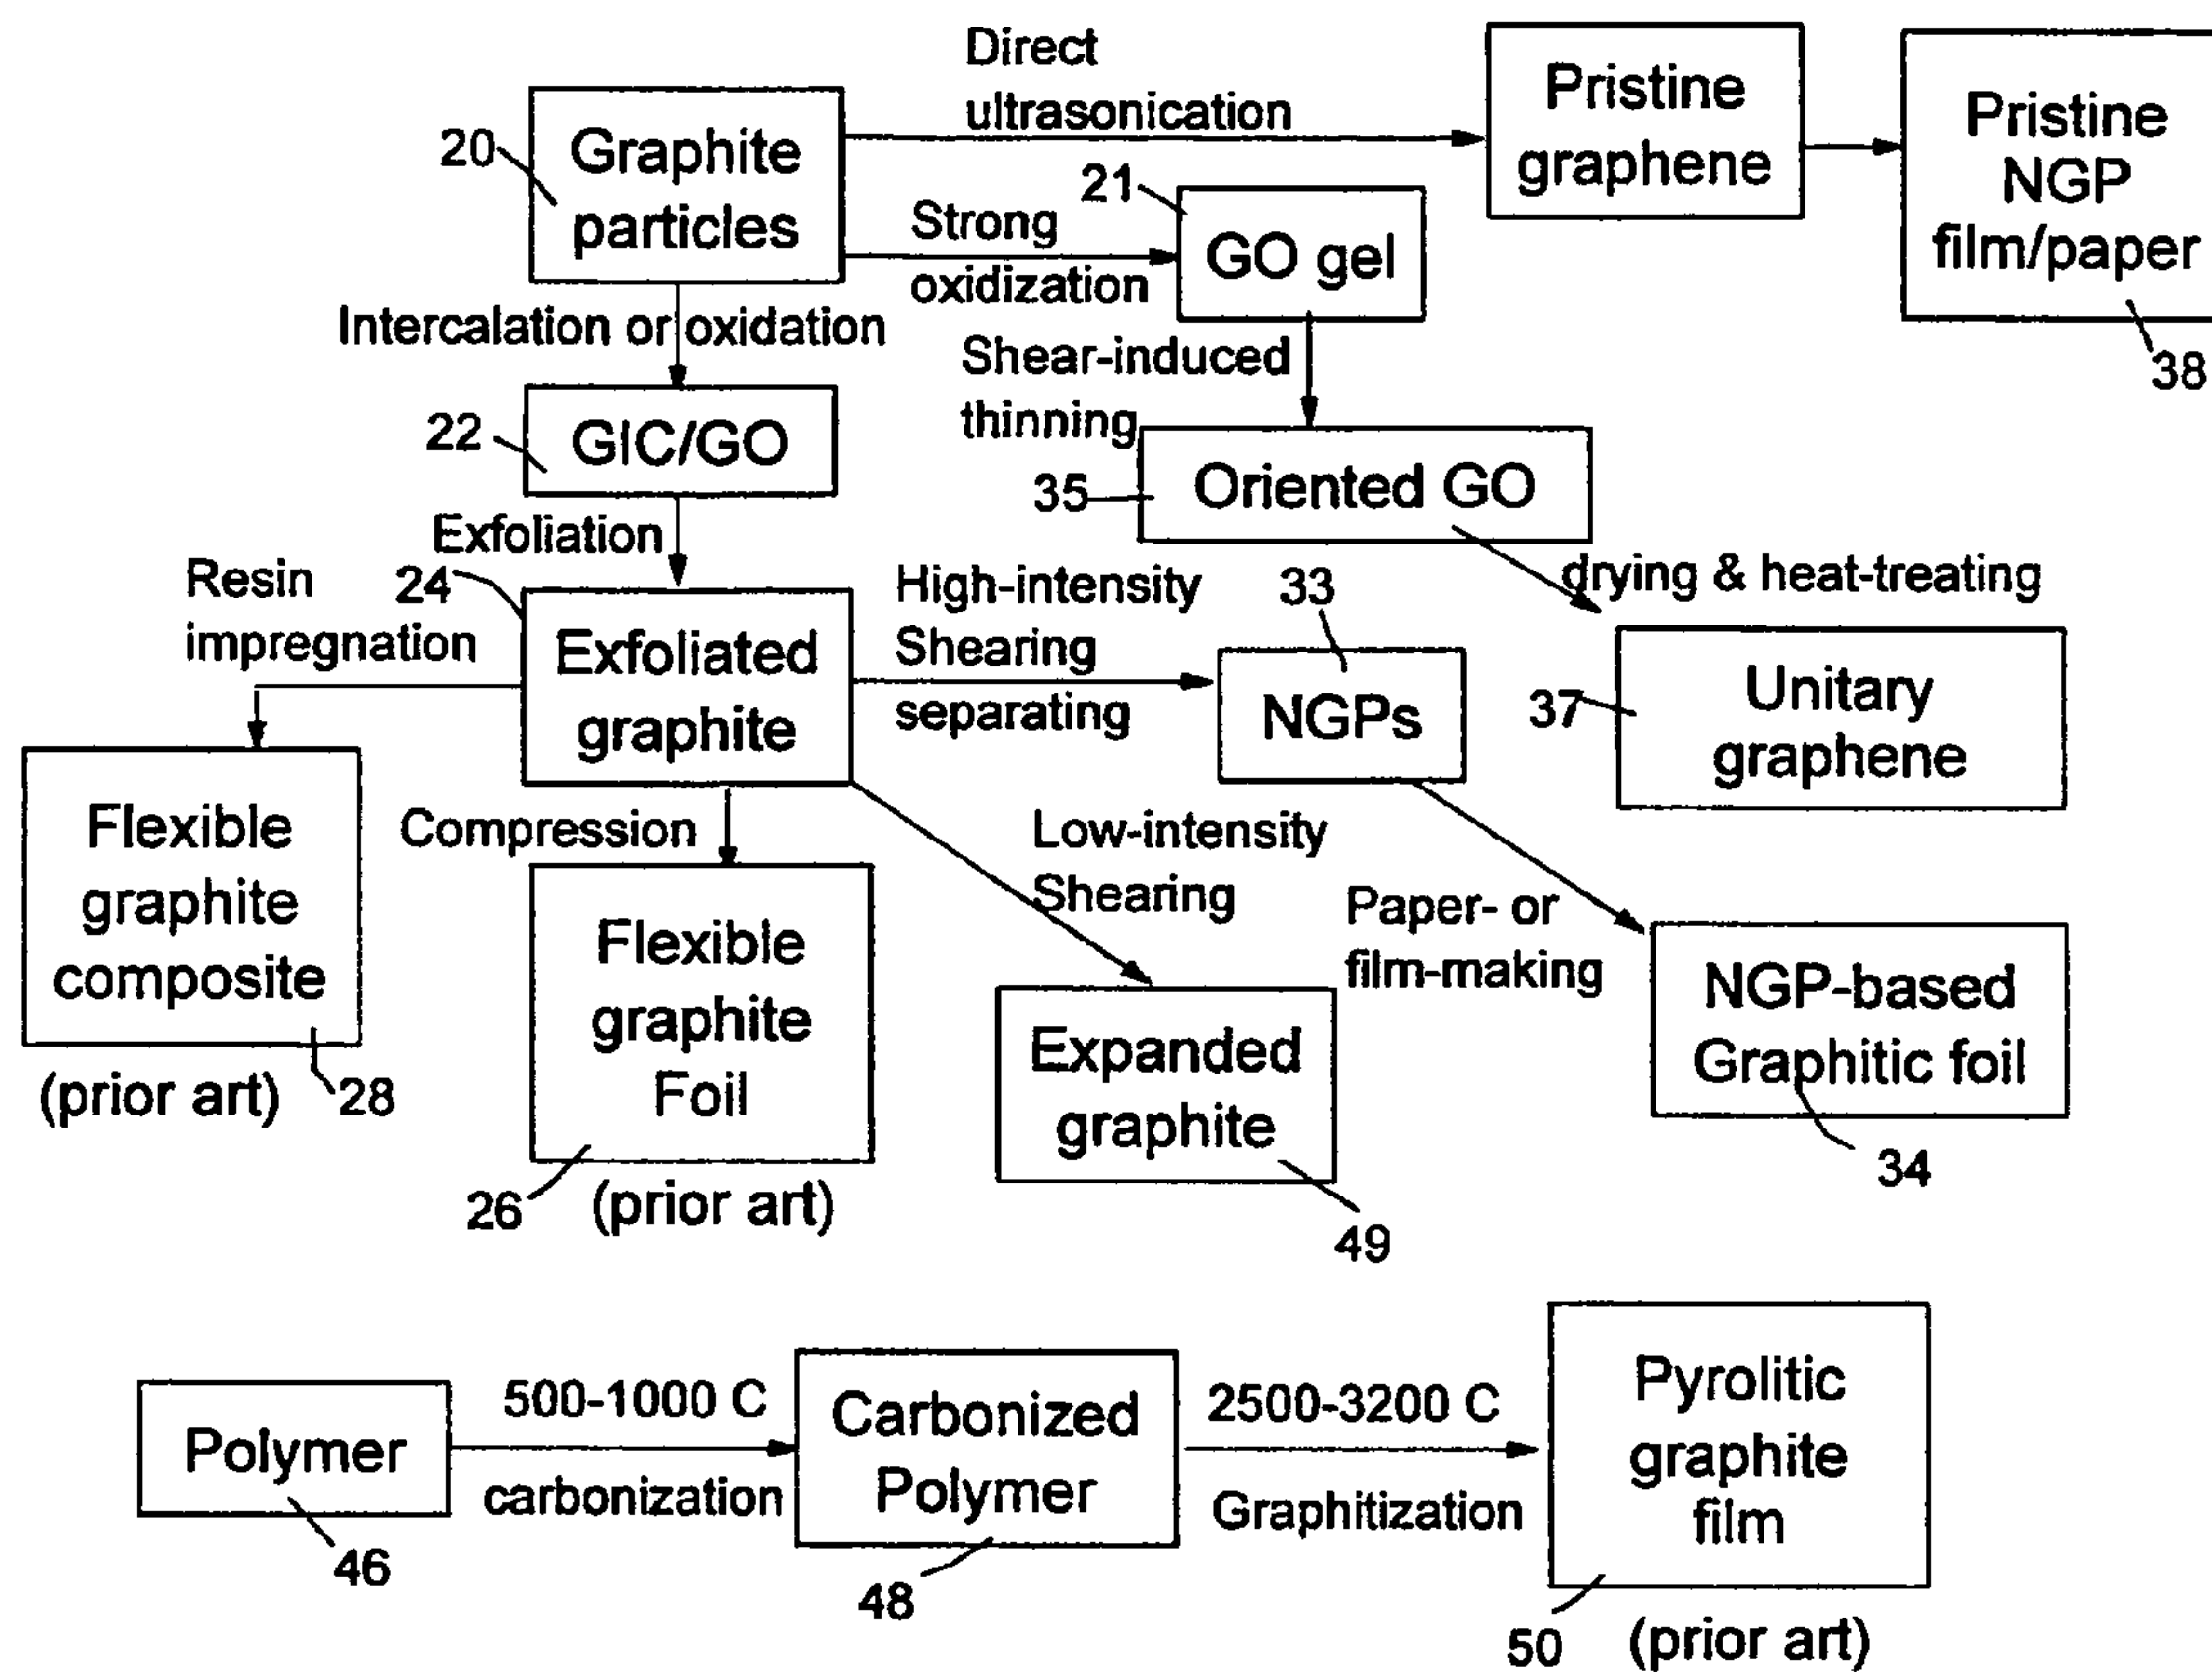 Direct
ultrasonication
Pristine
graphene
Pristine
NGP
film/paper
38
20
Graphite
particles
21
Strong
oxidization
GO gel
Intercalation or oxidation
Shear-induced
thinning
22
GIC/GO
35
Oriented GO
Exfoliation
drying & heat-treating
Resin
impregnation
24
Exfoliated
graphite
High-intensity
Shearing
separating
33
NGPs
37
Unitary
graphene
Flexible
graphite
composite
(prior art)
28
Compression
Flexible
graphite
Foil
26
(prior art)
Low-intensity
Shearing
Expanded
graphite
49
Paper- or
film-making
NGP-based
Graphitic foil
34
Polymer
46
500-1000 C
carbonization
Carbonized
Polymer
48
2500-3200 C
Graphitization
Pyrolitic
graphite
film
50
(prior art)